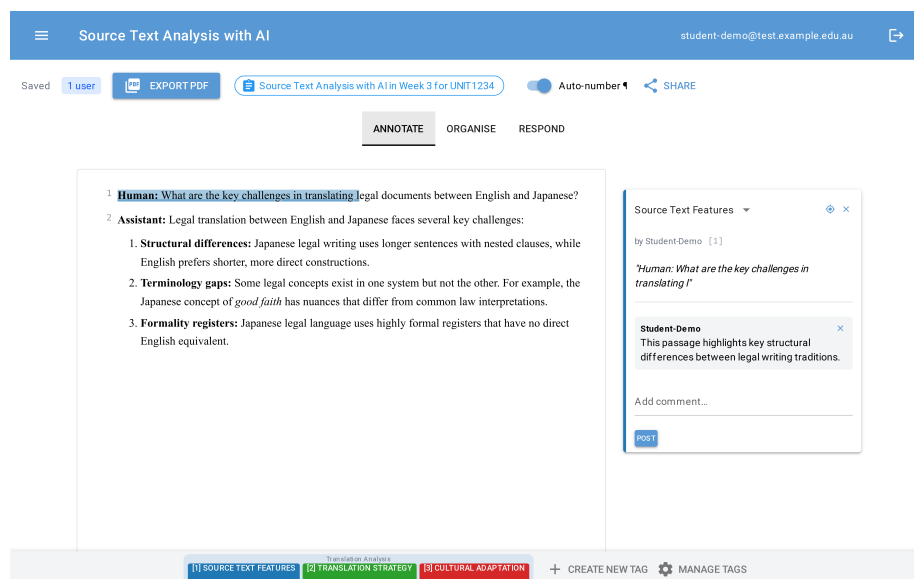 Source Text Analysis with AI
student-demo@test.example.edu.au
Saved
1 user
EXPORT PDF
Source Text Analysis with AI in Week 3 for UNIT1234
Auto-number ¶
SHARE
ANNOTATE
ORGANISE
RESPOND
1 Human: What are the key challenges in translating legal documents between English and Japanese?
2 Assistant: Legal translation between English and Japanese faces several key challenges:
1. Structural differences: Japanese legal writing uses longer sentences with nested clauses, while
English prefers shorter, more direct constructions.
2. Terminology gaps: Some legal concepts exist in one system but not the other. For example, the
Japanese concept of good faith has nuances that differ from common law interpretations.
3. Formality registers: Japanese legal language uses highly formal registers that have no direct
English equivalent.
Source Text Features
by Student-Demo [1]
"Human: What are the key challenges in
translating l"
Student-Demo
This passage highlights key structural
differences between legal writing traditions.
Add comment...
POST
Translation Analysis
[1] SOURCE TEXT FEATURES
[2] TRANSLATION STRATEGY
[3] CULTURAL ADAPTATION
CREATE NEW TAG
MANAGE TAGS